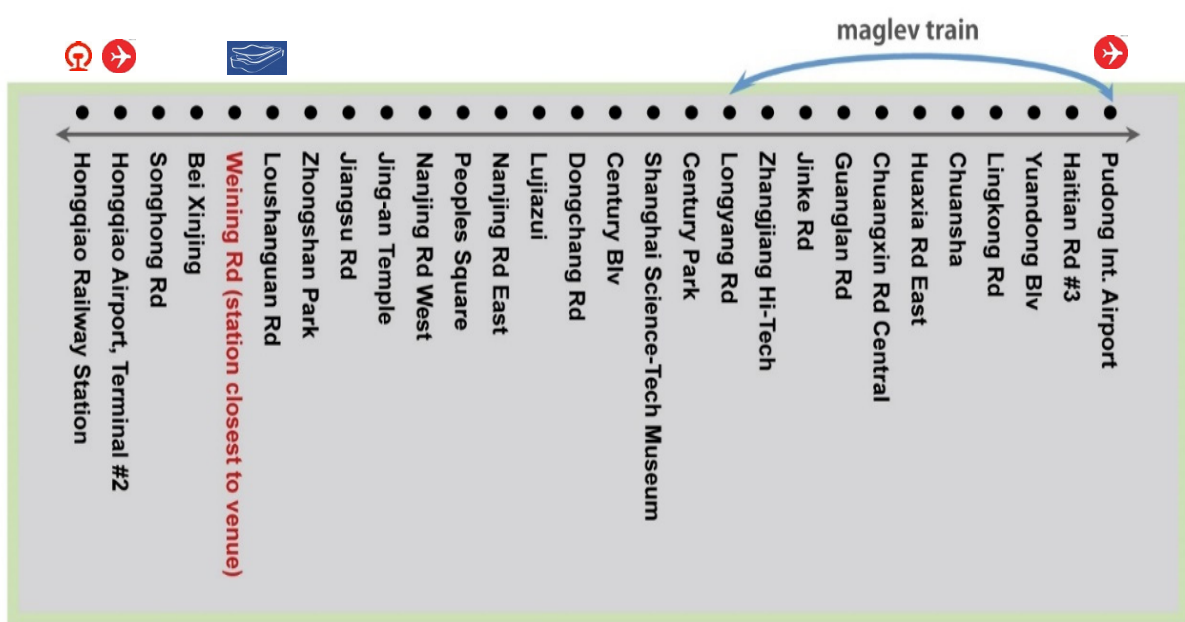 maglev train
Hongqiao Railway Station
Hongqiao Airport, Terminal #2
Songhong Rd
Bei Xinjing
Weining Rd (station closest to venue)
Loushanguan Rd
Zhongshan Park
Jiangsu Rd
Jing-an Temple
Nanjing Rd West
Peoples Square
Nanjing Rd East
Lujiazui
Dongchang Rd
Century Blv
Shanghai Science-Tech Museum
Century Park
Longyang Rd
Zhangjiang Hi-Tech
Jinke Rd
Guanglan Rd
Chuangxin Rd Central
Huaxia Rd East
Chuansha
Lingkong Rd
Yuandong Blv
Haitian Rd #3
Pudong Int. Airport